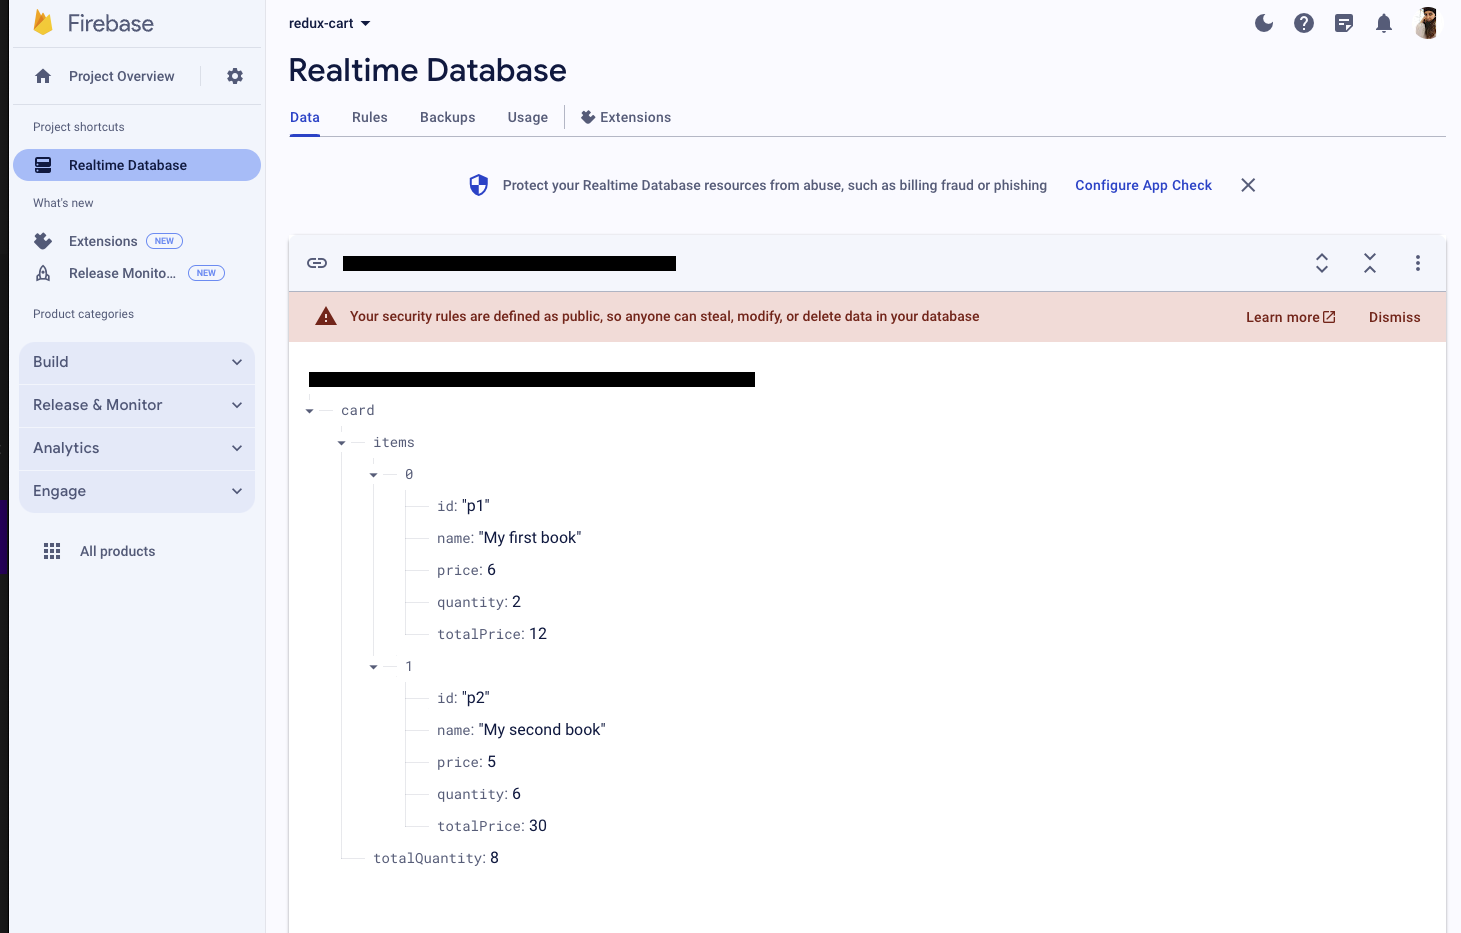 Firebase
redux-cart
Project Overview
Realtime Database
Data Rules Backups Usage Extensions
Project shortcuts
Realtime Database
Protect your Realtime Database resources from abuse, such as billing fraud or phishing Configure App Check
What's new
Extensions NEW
Release Monito... NEW
Product categories
Build
Release & Monitor
Analytics
Engage
All products
Your security rules are defined as public, so anyone can steal, modify, or delete data in your database Learn more Dismiss
card
items
0
id: "p1"
name: "My first book"
price: 6
quantity: 2
totalPrice: 12
1
id: "p2"
name: "My second book"
price: 5
quantity: 6
totalPrice: 30
totalQuantity: 8